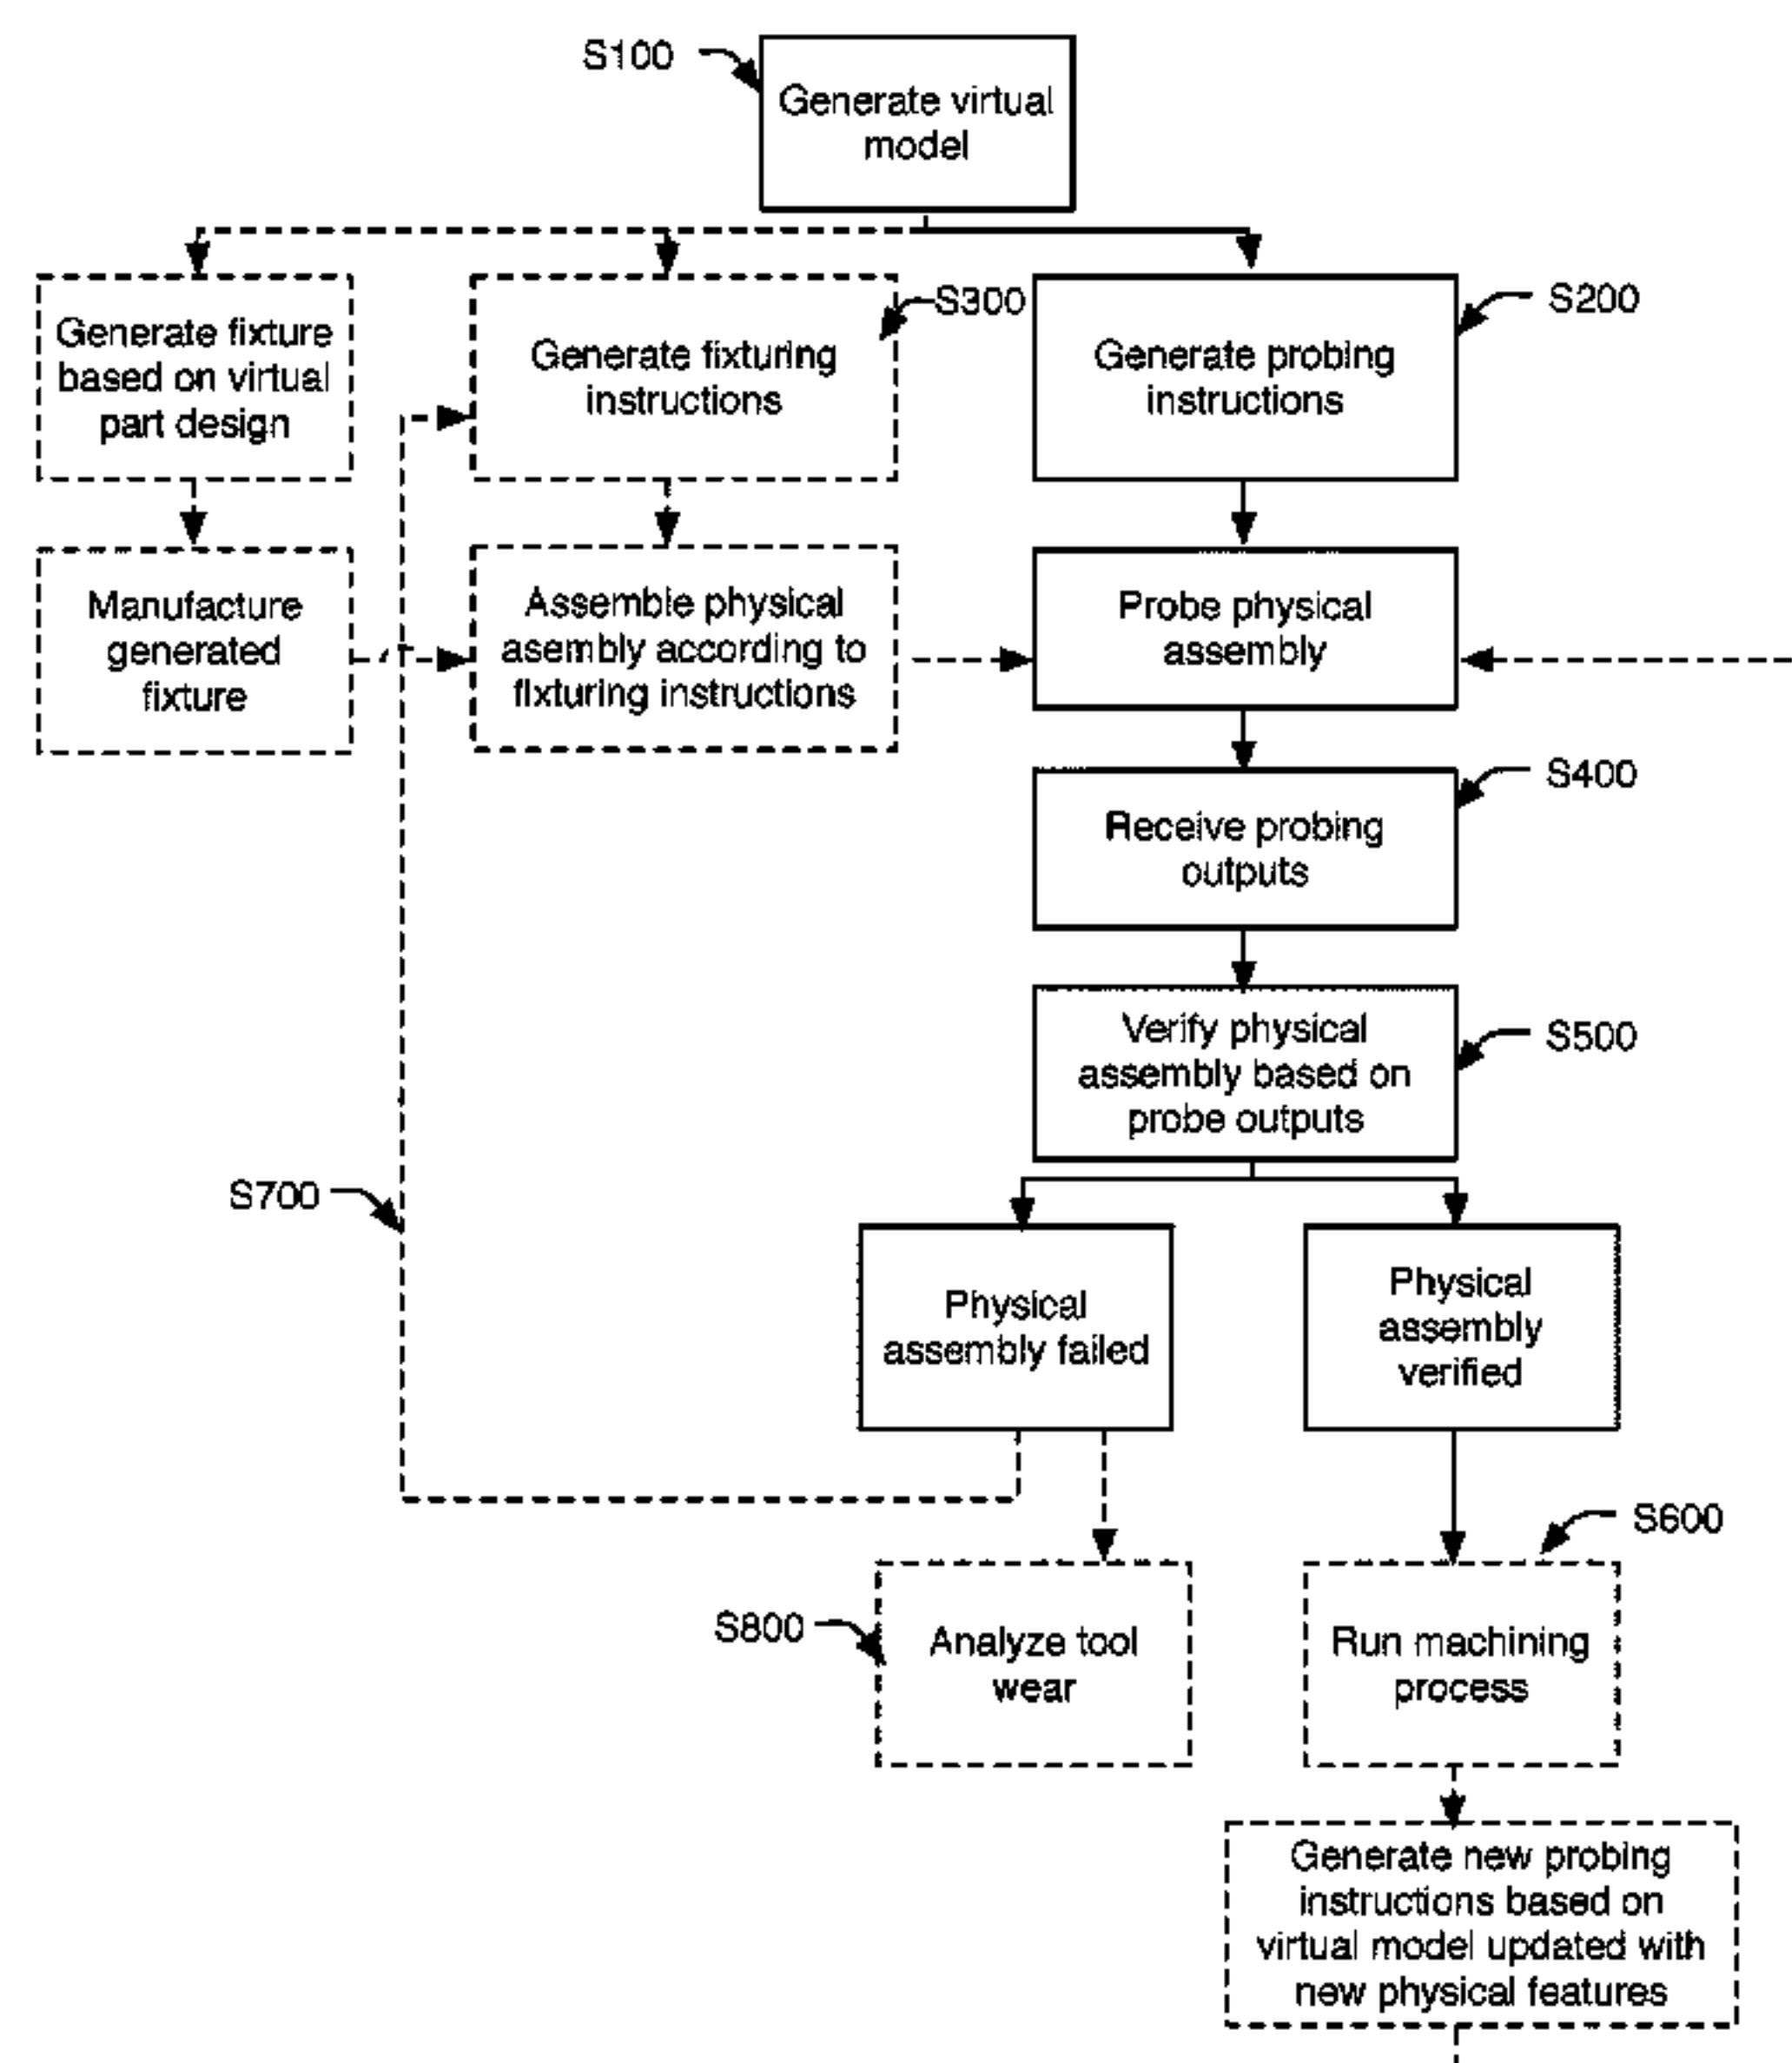 S100
Generate virtual
model
Generate fixture
based on virtual
part design
Generate fixturing
instructions
S300
Generate probing
instructions
S200
Manufacture
generated
fixture
Assemble physical
asembly according to
fixturing instructions
Probe physical
assembly
Receive probing
outputs
S400
Verify physical
assembly based on
probe outputs
S500
S700
Physical
assembly failed
Physical
assembly
verified
S600
S800
Analyze tool
wear
Run machining
process
Generate new probing
instructions based on
virtual model updated with
new physical features